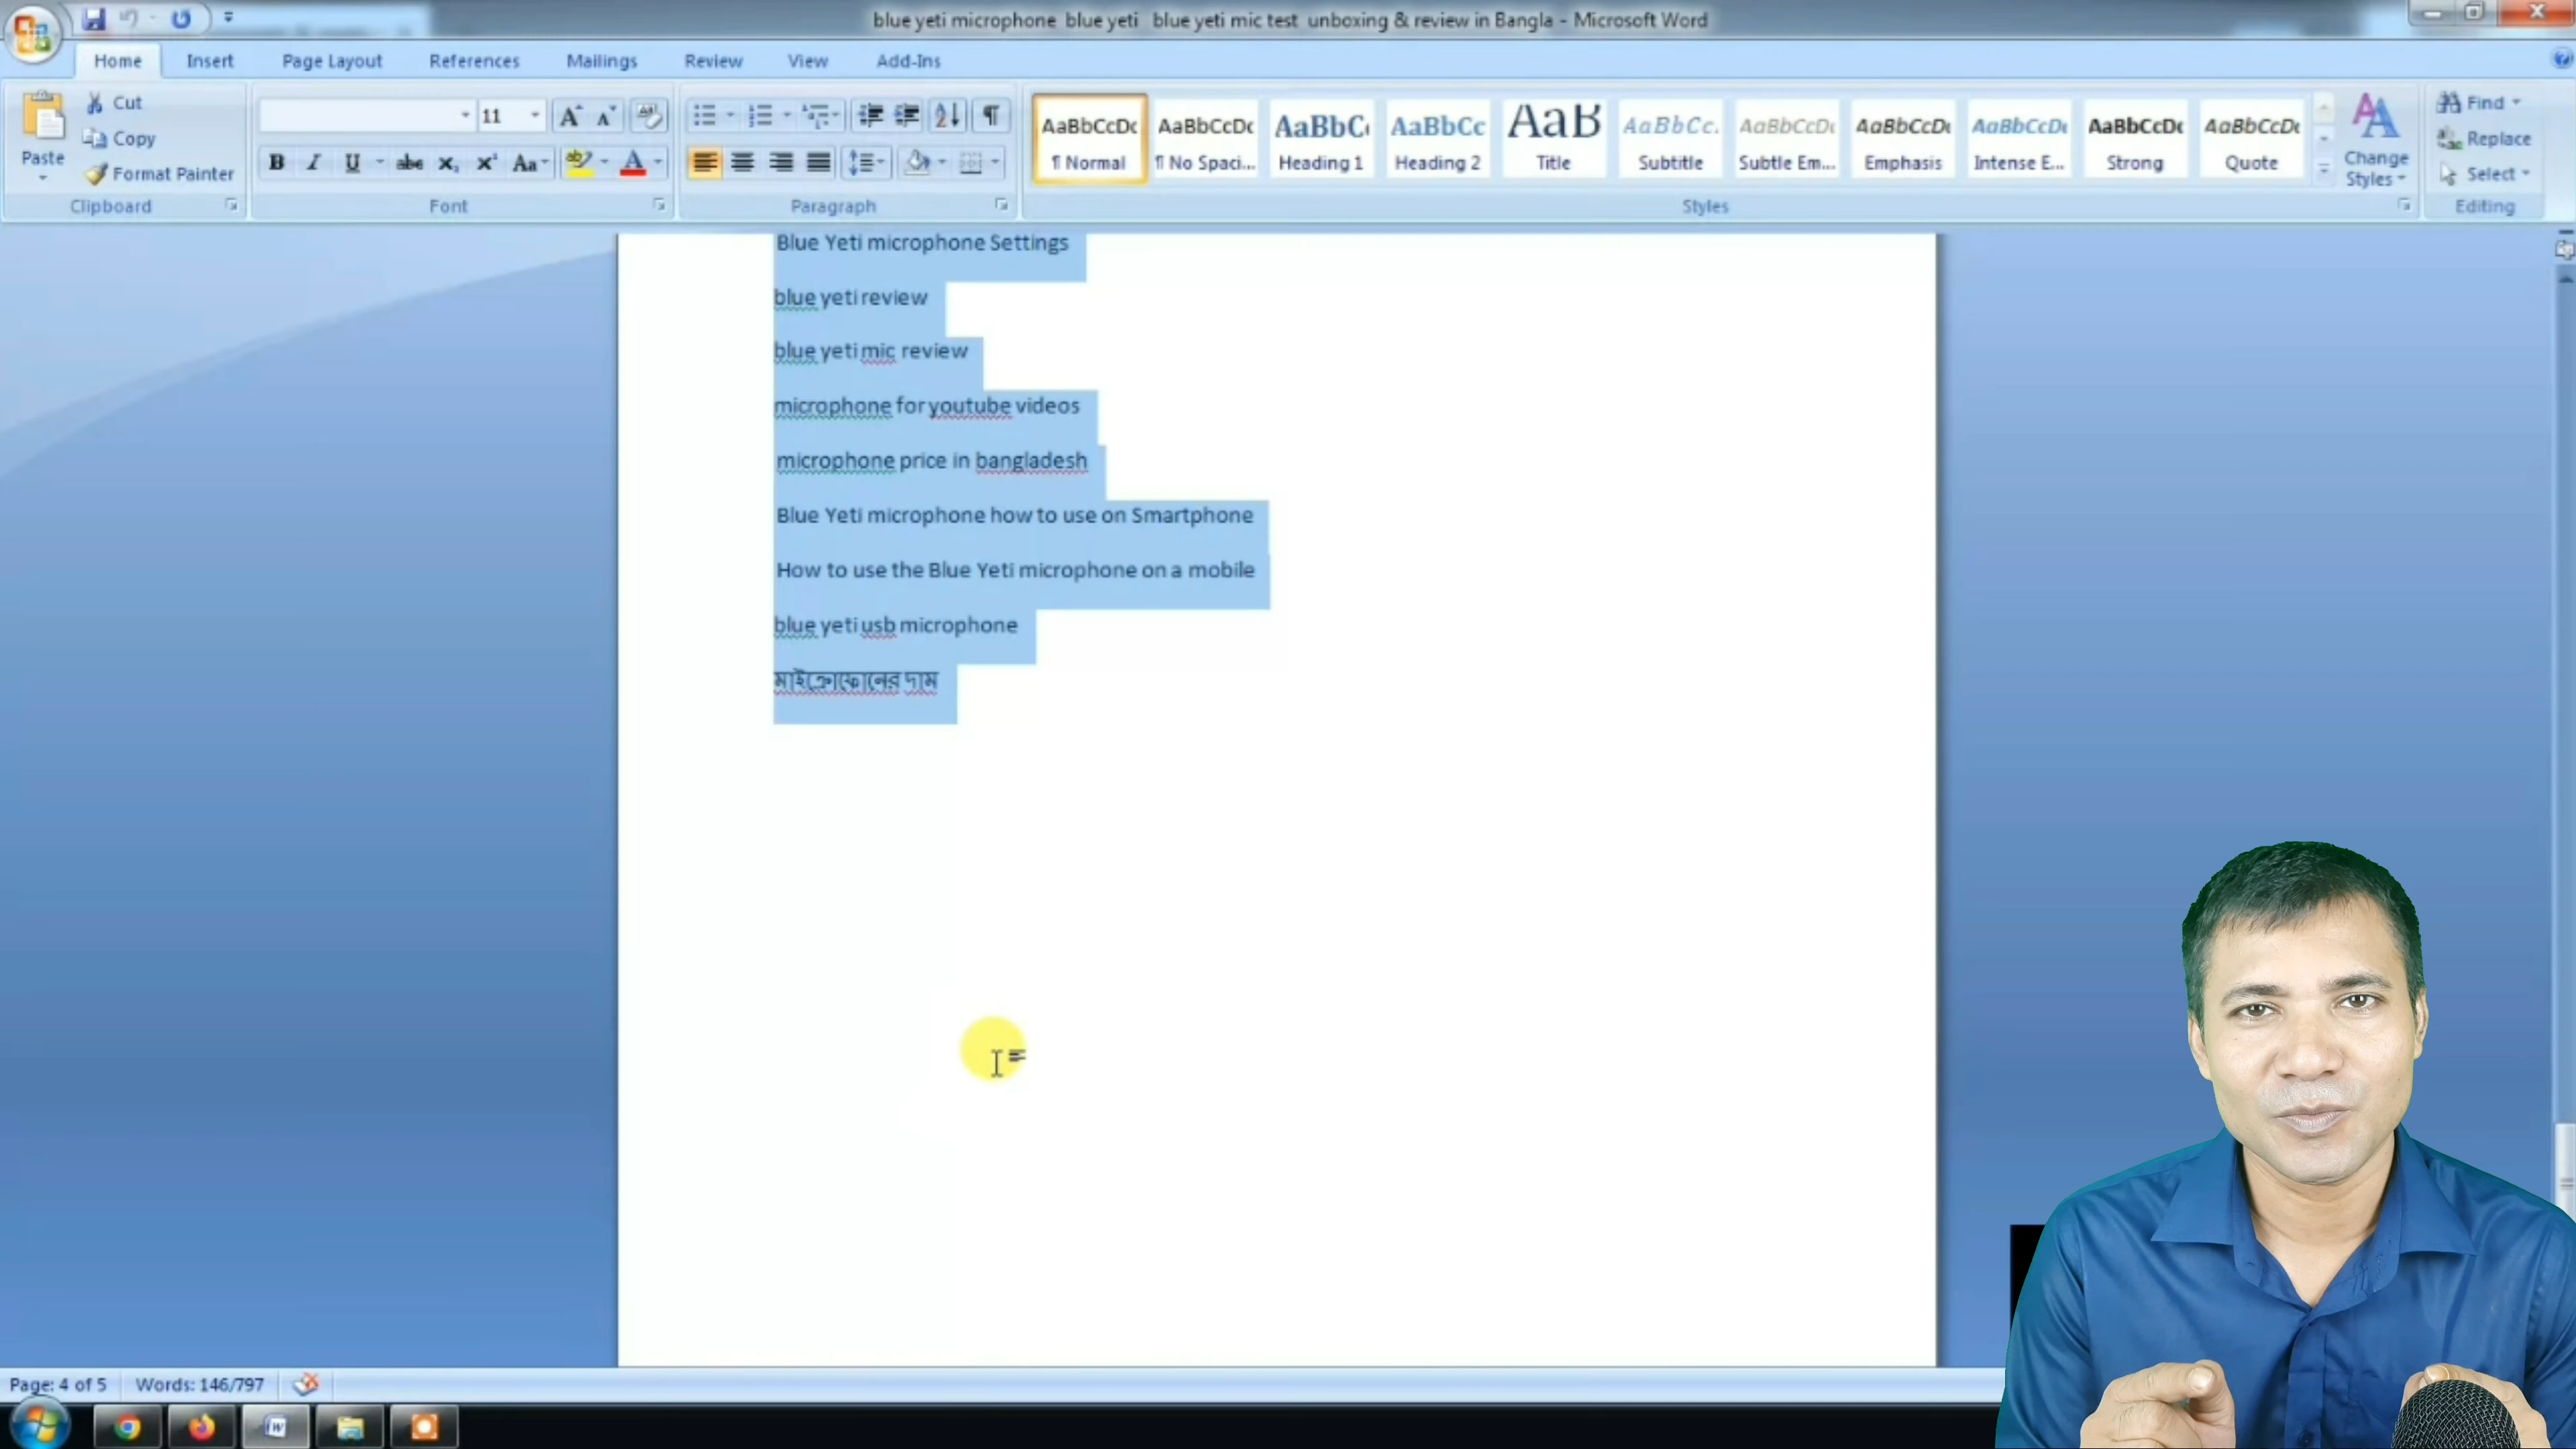 blue yeti microphone blue yeti blue yeti mic test unboxing & review in Bangla - Microsoft Word
Home Insert Page Layout References Mailings Review View Add-Ins
Paste
Cut
Copy
Format Painter
Clipboard
11
Font
Paragraph
AaBbCcDc AaBbCcDc AaBbC AaBbCc AaB AaBbCc. AaBbCcDt AaBbCcDt AaBbCcDt AaBbCcDc AaBbCcDt
¶ Normal ¶ No Spaci... Heading 1 Heading 2 Title Subtitle Subtle Em... Emphasis Intense E... Strong Quote
Change Styles
Styles
Find
Replace
Select
Editing
Blue Yeti microphone Settings
blue yeti review
blue yeti mic review
microphone for youtube videos
microphone price in bangladesh
Blue Yeti microphone how to use on Smartphone
How to use the Blue Yeti microphone on a mobile
blue yeti usb microphone
মাইক্রোফোনের দাম
Page: 4 of 5 Words: 146/797